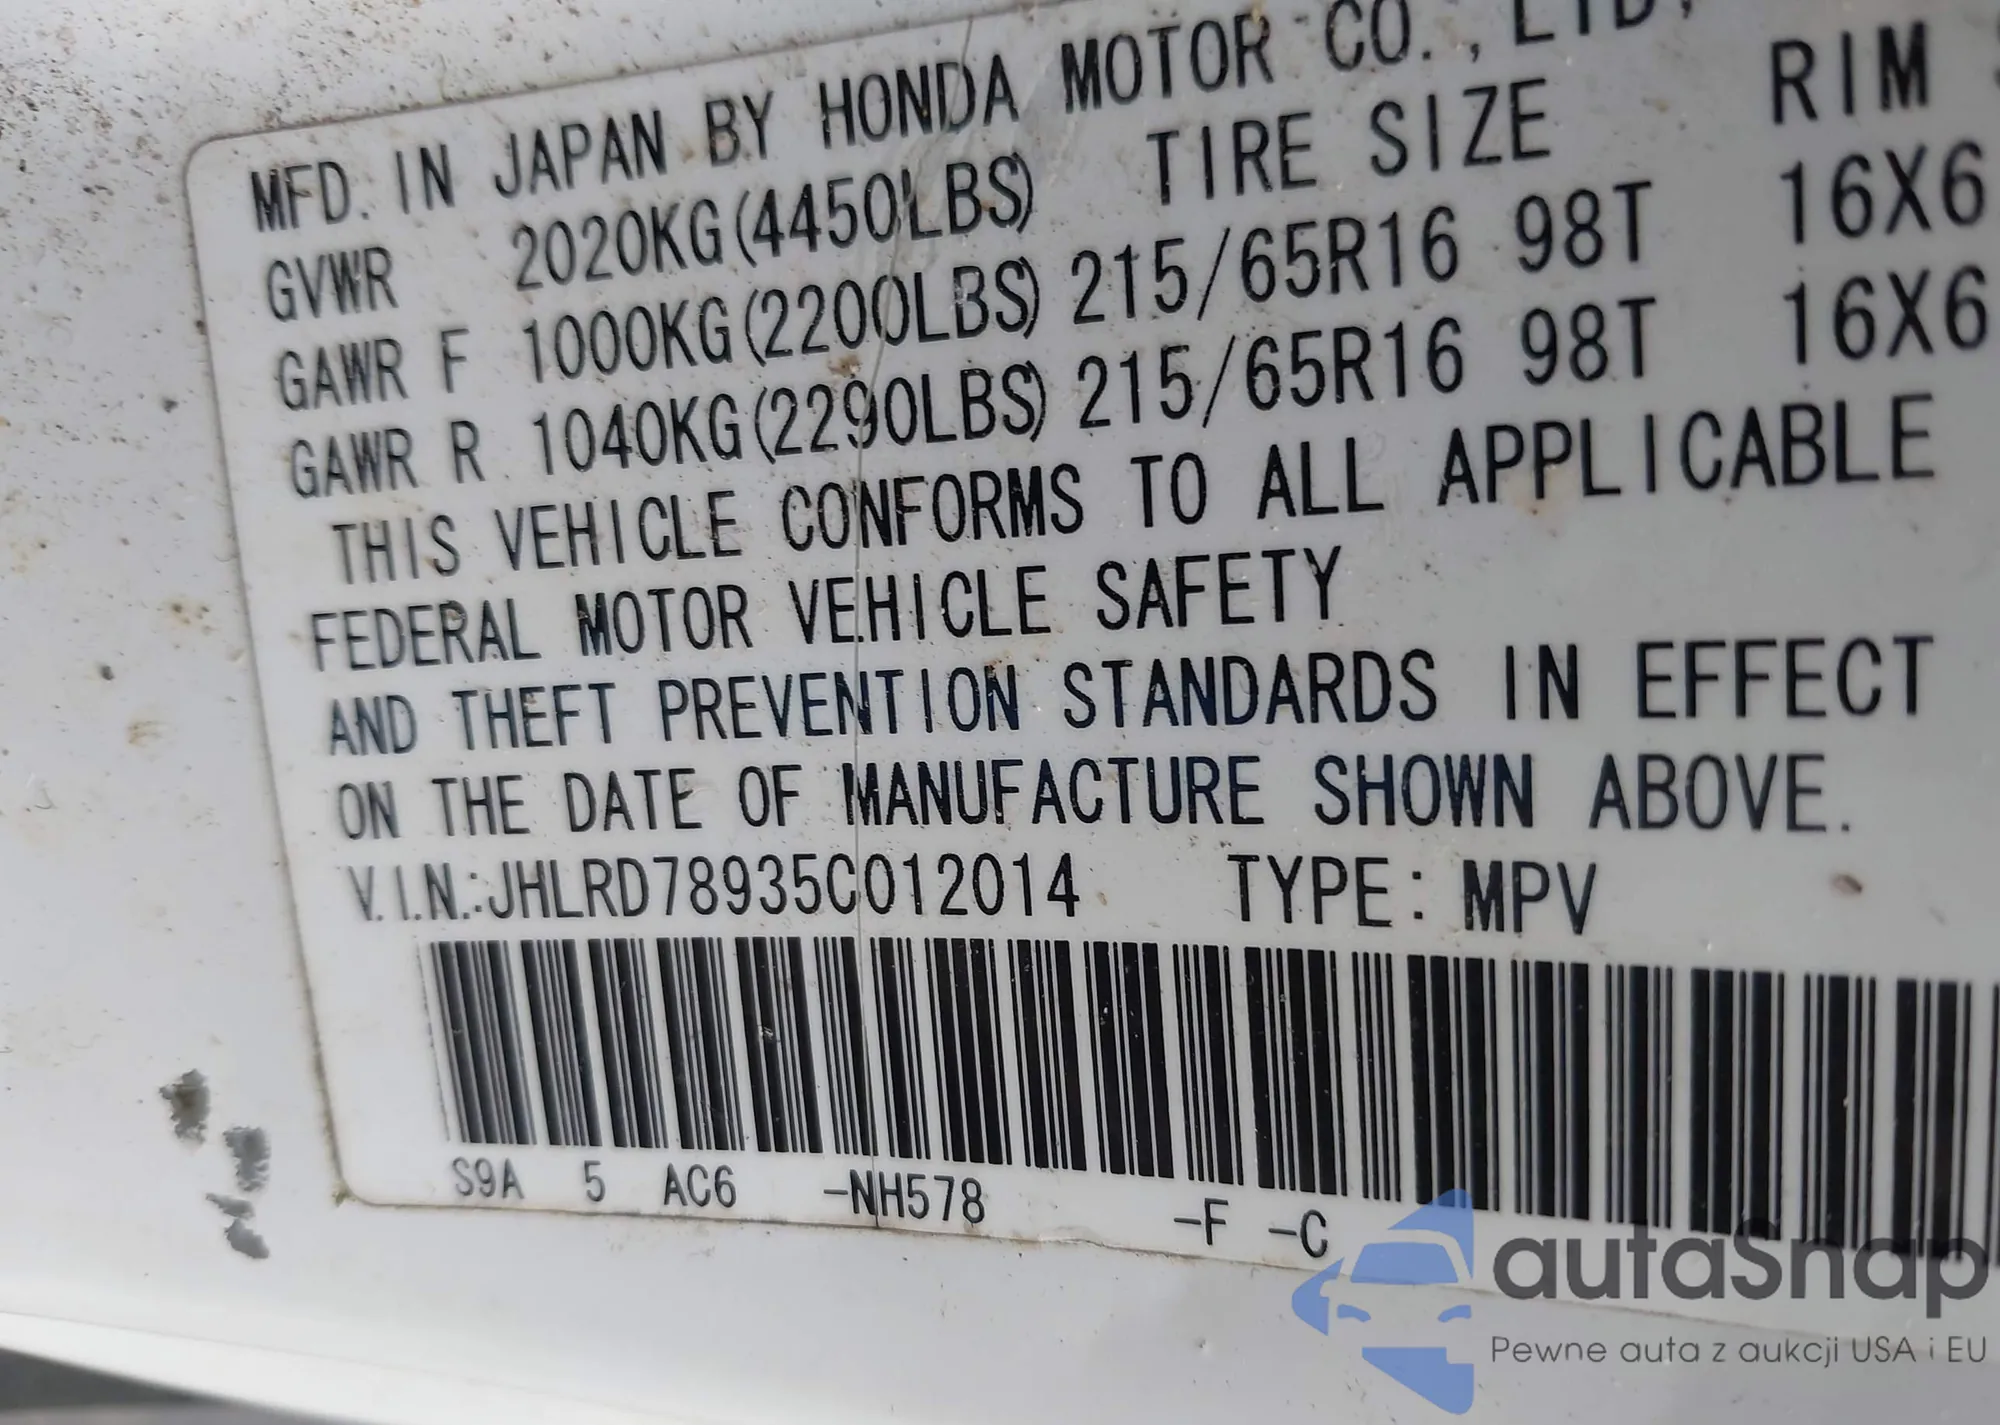 MFD. IN JAPAN BY HONDA MOTOR CO., LTD.
GVWR 2020KG(4450LBS) TIRE SIZE RIM
GAWR F 1000KG(2200LBS) 215/65R16 98T 16X6
GAWR R 1040KG(2290LBS) 215/65R16 98T 16X6
THIS VEHICLE CONFORMS TO ALL APPLICABLE
FEDERAL MOTOR VEHICLE SAFETY
AND THEFT PREVENTION STANDARDS IN EFFECT
ON THE DATE OF MANUFACTURE SHOWN ABOVE.
V.I.N.:JHLRD78935C012014 TYPE: MPV
S9A 5 AC6 -NH578 -F -C
autaSnap
Pewne auta z aukcji USA i EU